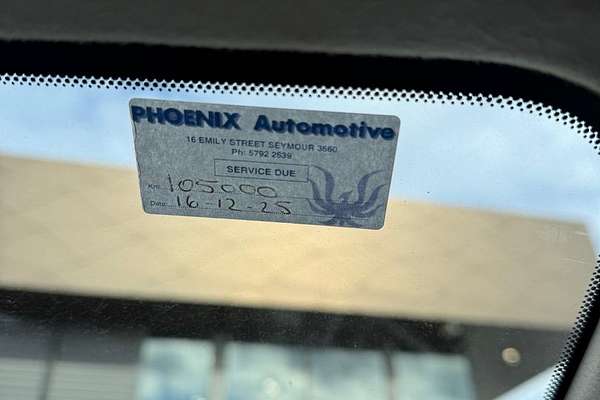 PHOENIX Automotive
16 EMILY STREET SEYMOUR 3660
Ph: 5792 2539
SERVICE DUE
Km: 105000
Date: 16-12-25